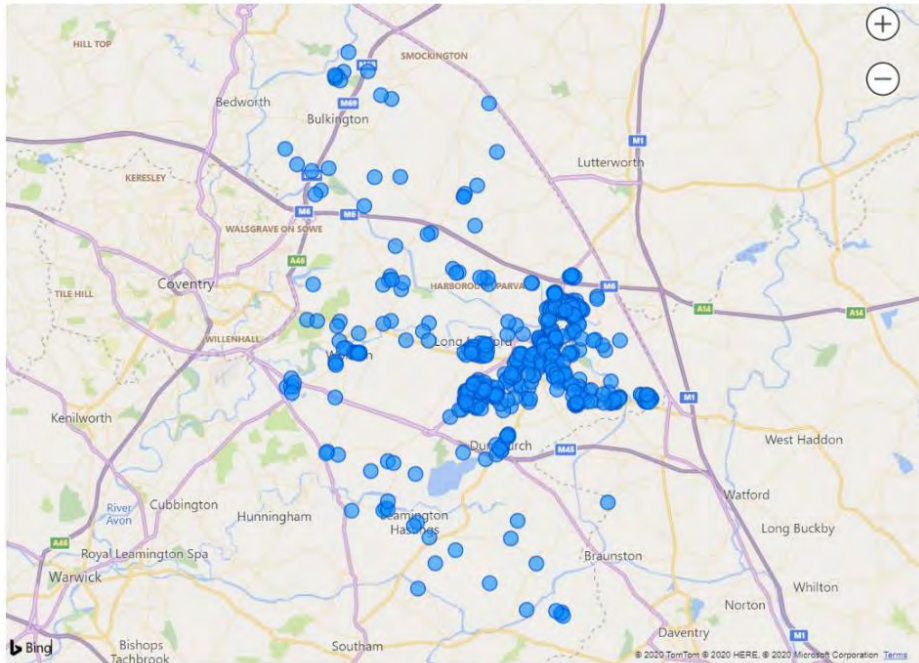 HILL TOP
SMOCKINGTON
M69
Bedworth
Bulkington
M1
Lutterworth
KERESLEY
M6
M6
WALSGRAVE ON SOWE
A46
Coventry
HARBOROUGH PARVA
M6
TILE HILL
A14
A14
WILLENHALL
Long Lawford
M1
Kenilworth
West Haddon
Dunchurch
M45
Watford
River
Avon
Cubbington
Hunningham
Leamington
Hastings
Long Buckby
A46
Royal Leamington Spa
Braunston
Warwick
Whilton
Norton
Daventry
M1
Bing
Bishops
Tachbrook
Southam
© 2020 TomTom © 2020 HERE, © 2020 Microsoft Corporation Terms